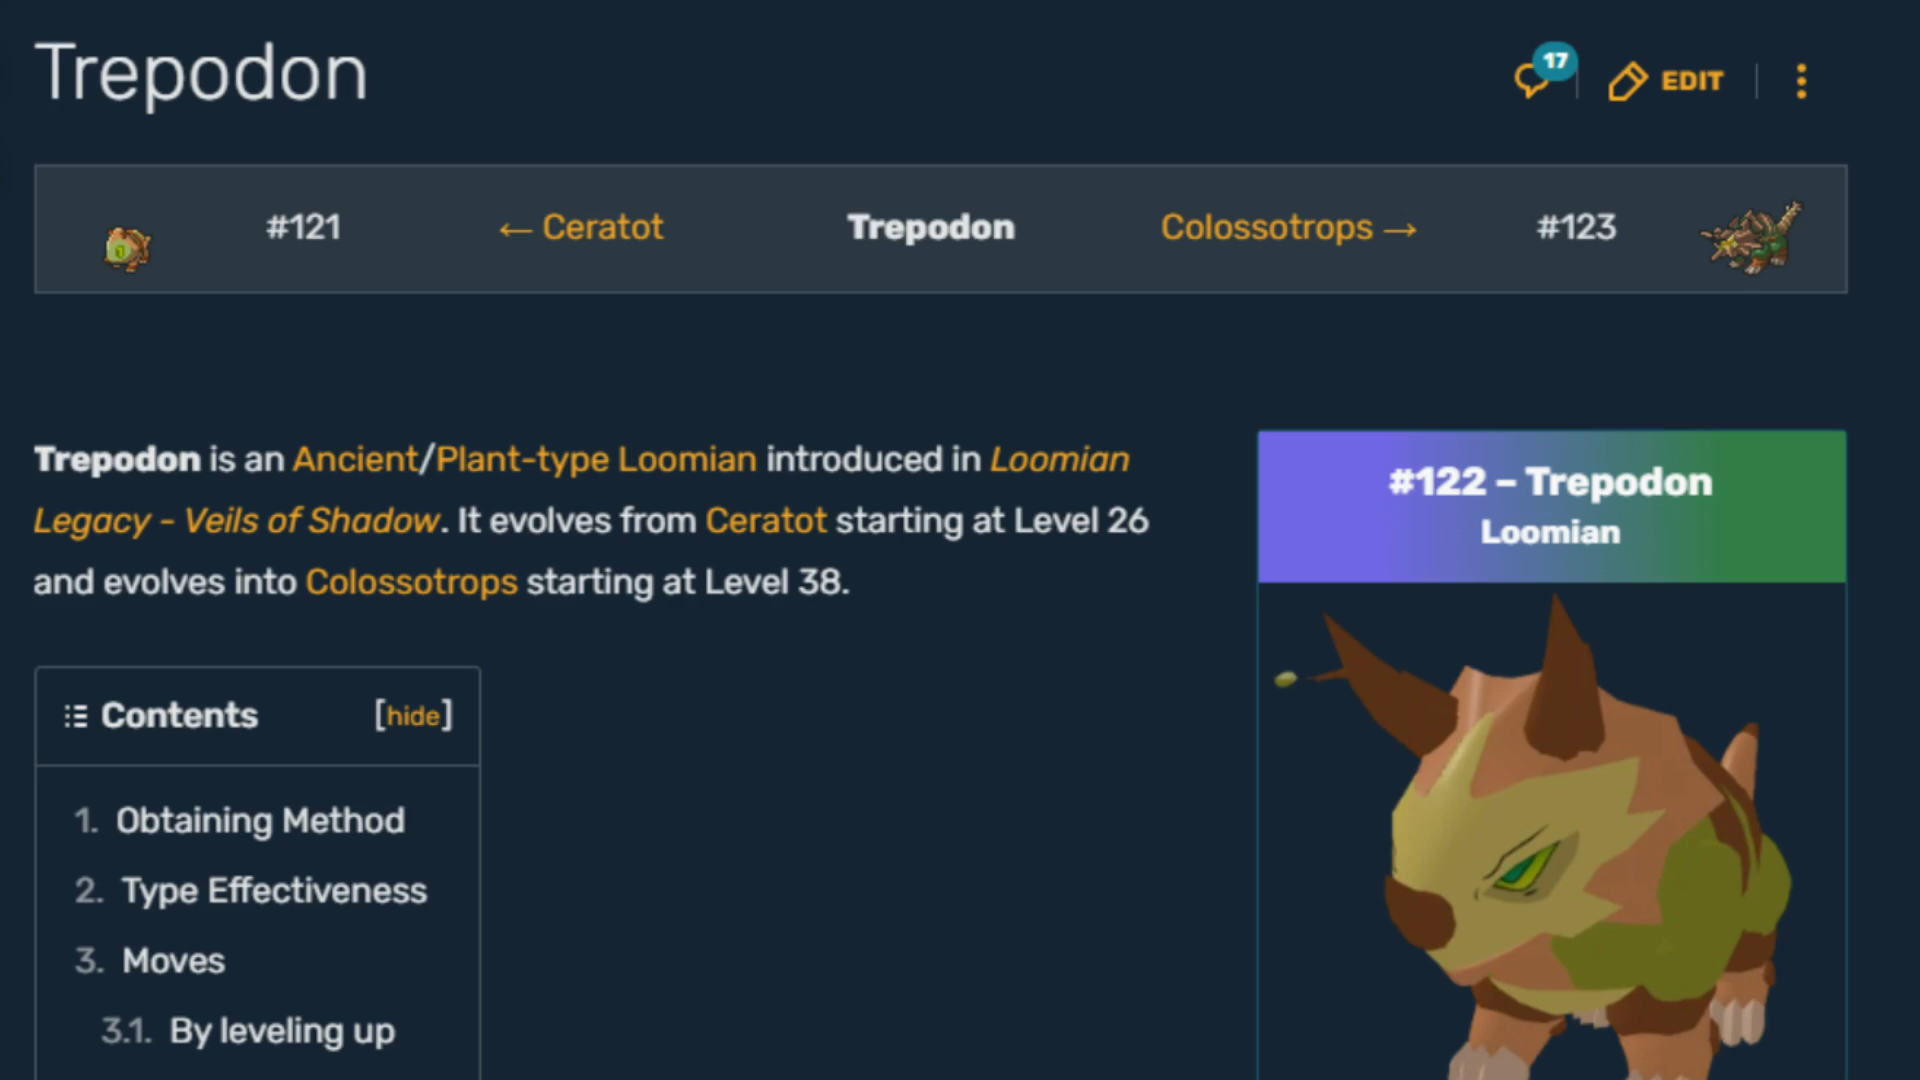 Trepodon
17
EDIT
#121 ← Ceratot Trepodon Colossotrops → #123
Trepodon is an Ancient/Plant-type Loomian introduced in Loomian
Legacy - Veils of Shadow. It evolves from Ceratot starting at Level 26
and evolves into Colossotrops starting at Level 38.
#122 – Trepodon
Loomian
Contents [hide]
1. Obtaining Method
2. Type Effectiveness
3. Moves
3.1. By leveling up